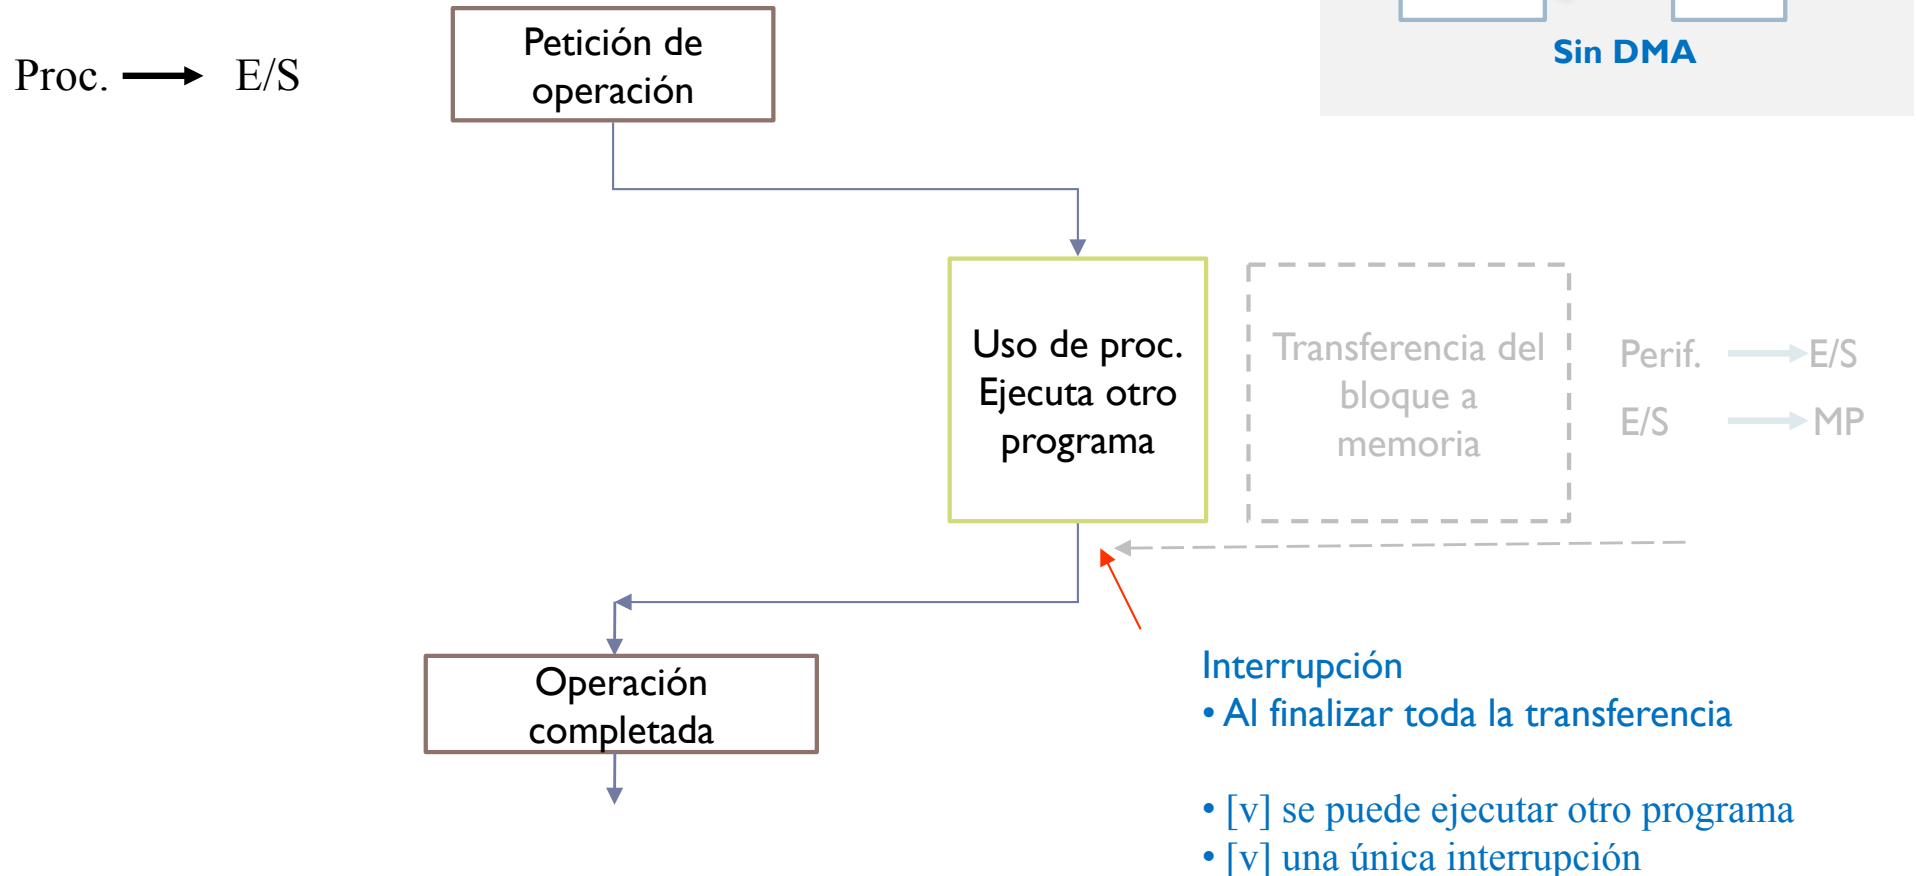 Sin DMA
Proc. E/S
Petición de
operación
Uso de proc.
Ejecuta otro
programa
Transferencia del
bloque a
memoria
Perif. E/S
E/S MP
Operación
completada
Interrupción
• Al finalizar toda la transferencia
• [v] se puede ejecutar otro programa
• [v] una única interrupción